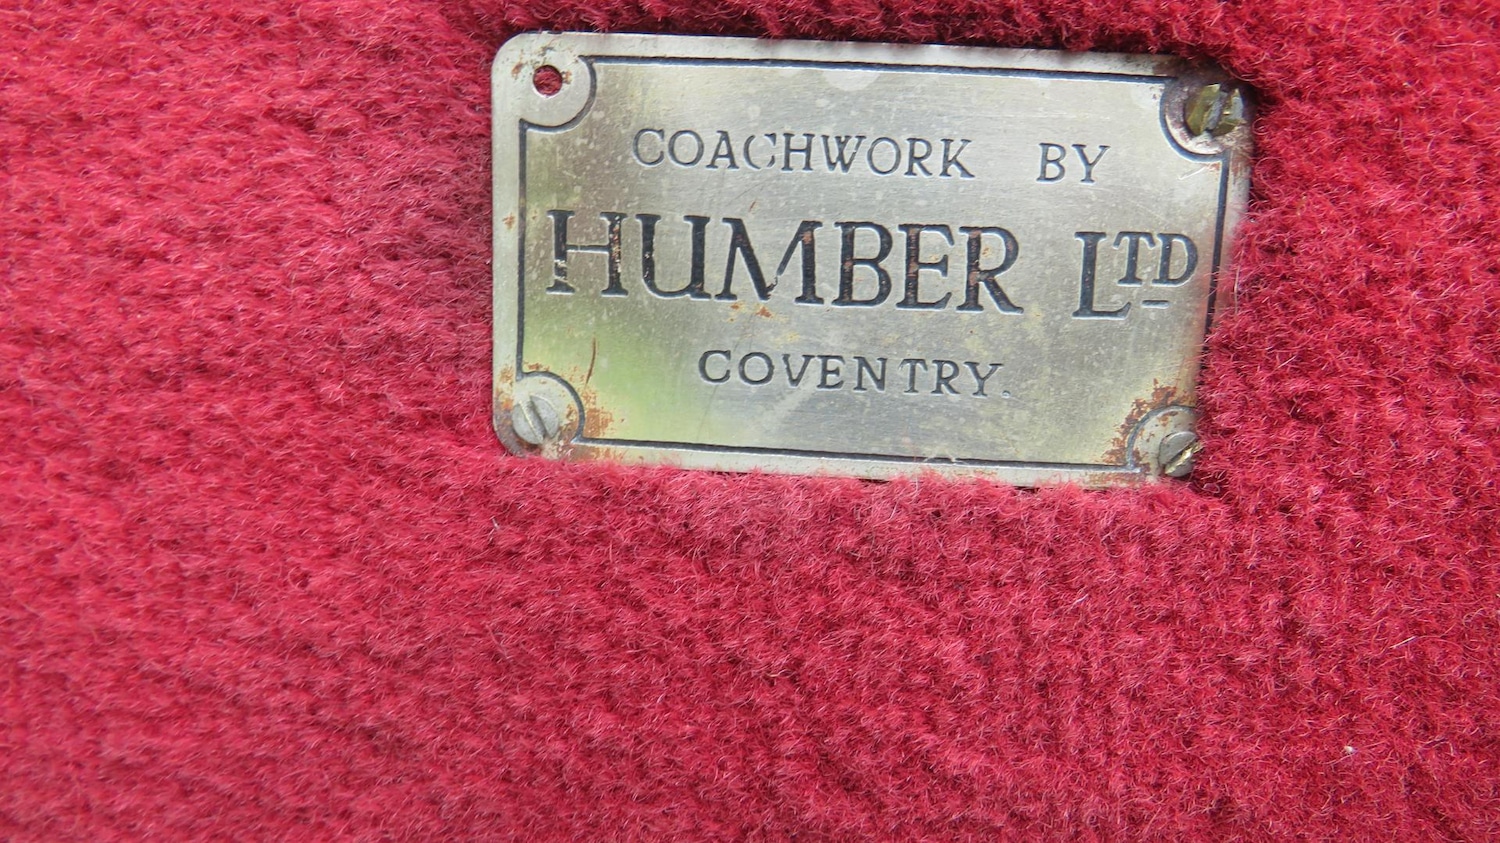 COACHWORK BY
HUMBER LTD
COVENTRY.